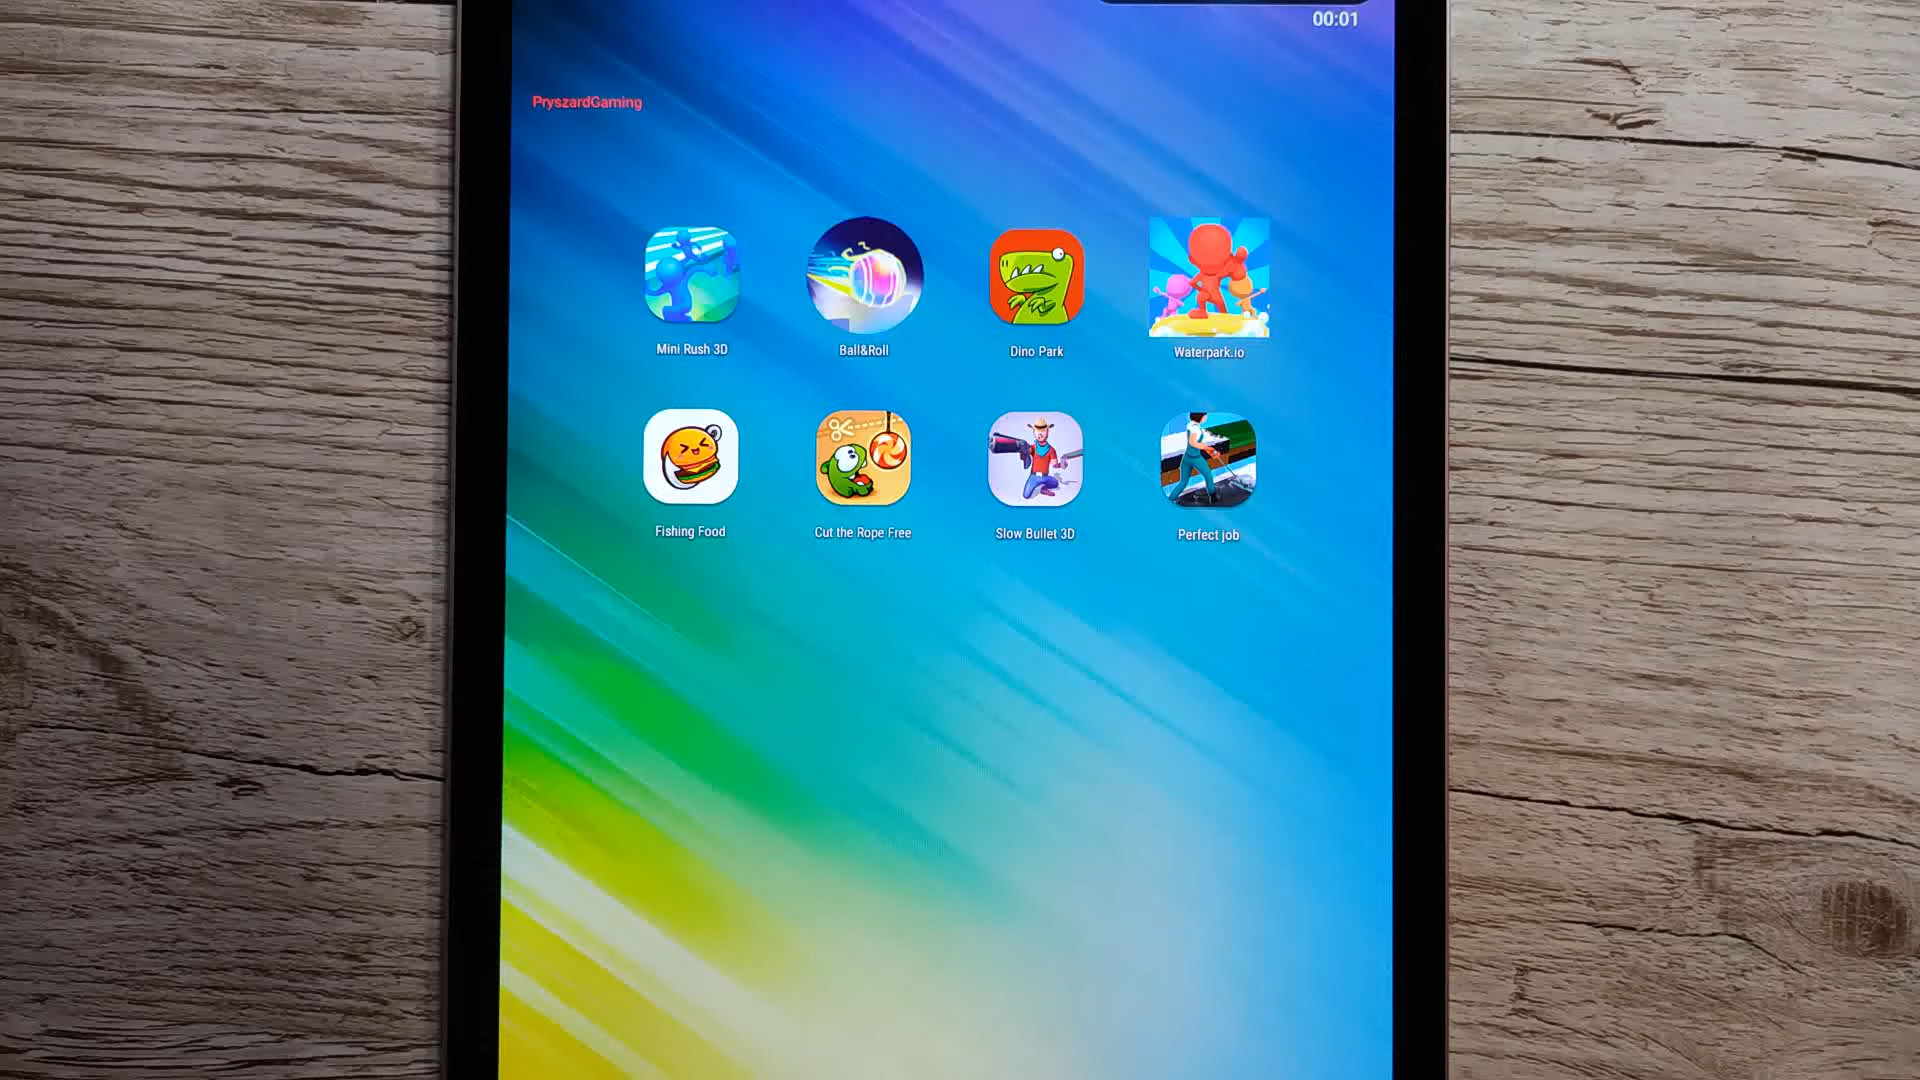 00:01
PryszardGaming
Mini Rush 3D
Ball&Roll
Dino Park
Waterpark.io
Fishing Food
Cut the Rope Free
Slow Bullet 3D
Perfect job